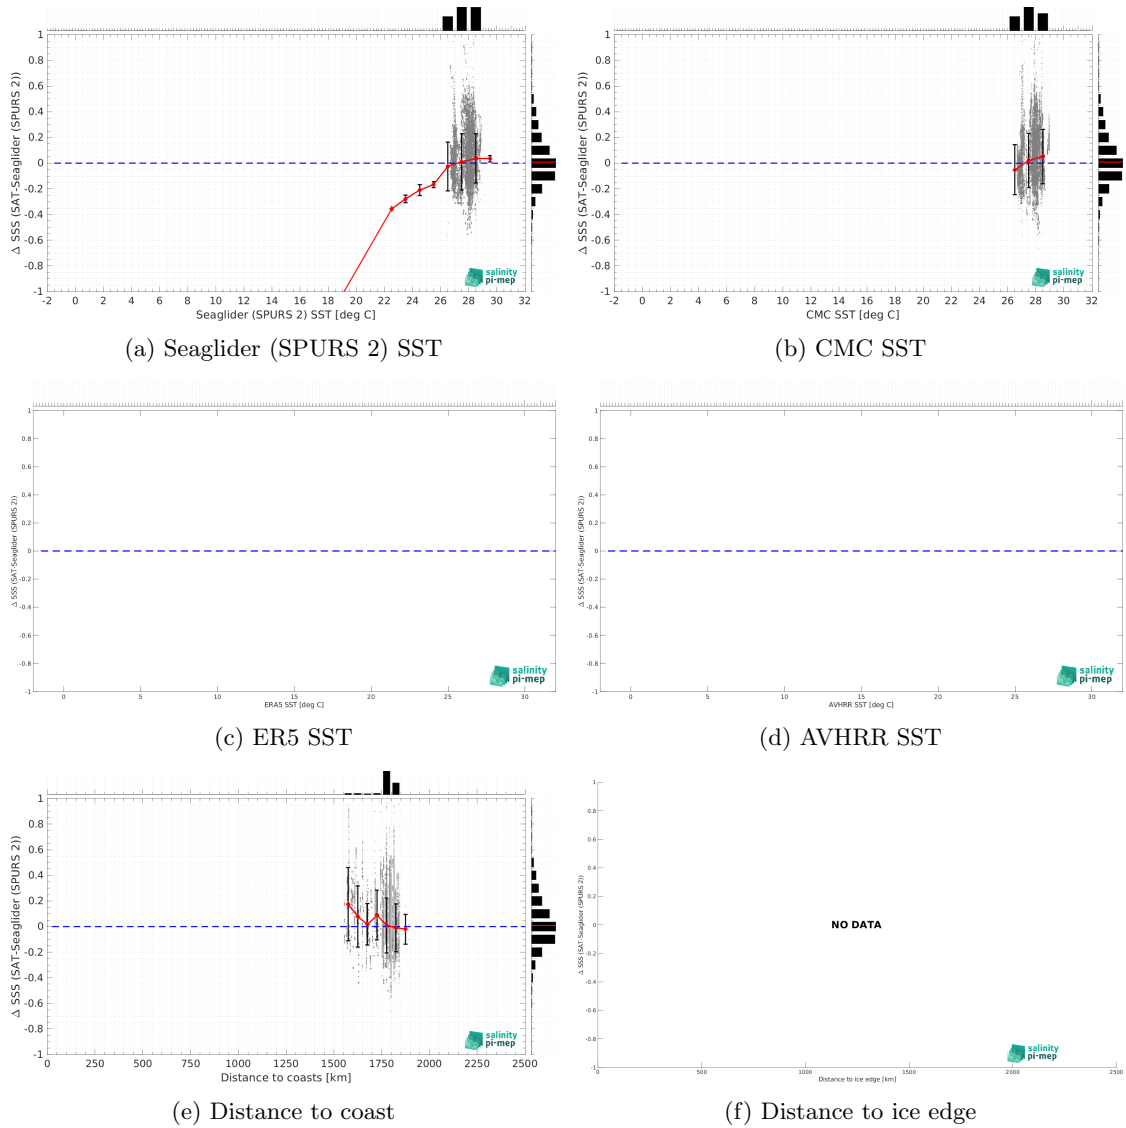 1
0.8
0.6
0.4
0.2
0
-0.2
-0.4
-0.6
-0.8
-1
Δ SSS (SAT-Seaglider (SPURS 2))
-2 0 2 4 6 8 10 12 14 16 18 20 22 24 26 28 30 32
Seaglider (SPURS 2) SST [deg C]
salinity
pi-mep
(a) Seaglider (SPURS 2) SST
1
0.8
0.6
0.4
0.2
0
-0.2
-0.4
-0.6
-0.8
-1
Δ SSS (SAT-Seaglider (SPURS 2))
-2 0 2 4 6 8 10 12 14 16 18 20 22 24 26 28 30 32
CMC SST [deg C]
salinity
pi-mep
(b) CMC SST
1
0.8
0.6
0.4
0.2
0
-0.2
-0.4
-0.6
-0.8
-1
Δ SSS (SAT-Seaglider (SPURS 2))
0 5 10 15 20 25 30
ERA5 SST [deg C]
salinity
pi-mep
(c) ER5 SST
1
0.8
0.6
0.4
0.2
0
-0.2
-0.4
-0.6
-0.8
-1
Δ SSS (SAT-Seaglider (SPURS 2))
0 5 10 15 20 25 30
AVHRR SST [deg C]
salinity
pi-mep
(d) AVHRR SST
1
0.8
0.6
0.4
0.2
0
-0.2
-0.4
-0.6
-0.8
-1
Δ SSS (SAT-Seaglider (SPURS 2))
0 250 500 750 1000 1250 1500 1750 2000 2250 2500
Distance to coasts [km]
salinity
pi-mep
(e) Distance to coast
1
0.8
0.6
0.4
0.2
0
-0.2
-0.4
-0.6
-0.8
-1
Δ SSS (SAT-Seaglider (SPURS 2))
NO DATA
0 500 1000 1500 2000 2500
Distance to ice edge [km]
salinity
pi-mep
(f) Distance to ice edge